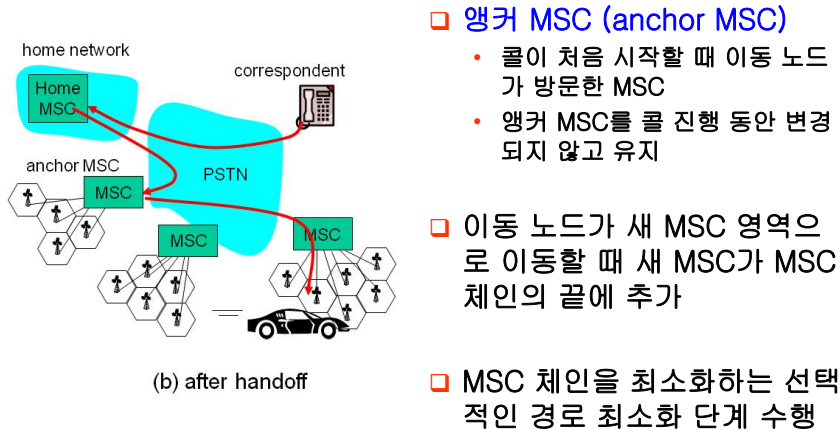 home network
correspondent
Home
MSC
anchor MSC
MSC
PSTN
MSC
MSC
(b) after handoff
앵커 MSC (anchor MSC)
• 콜이 처음 시작할 때 이동 노드
가 방문한 MSC
• 앵커 MSC를 콜 진행 동안 변경
되지 않고 유지
이동 노드가 새 MSC 영역으
로 이동할 때 새 MSC가 MSC
체인의 끝에 추가
MSC 체인을 최소화하는 선택
적인 경로 최소화 단계 수행